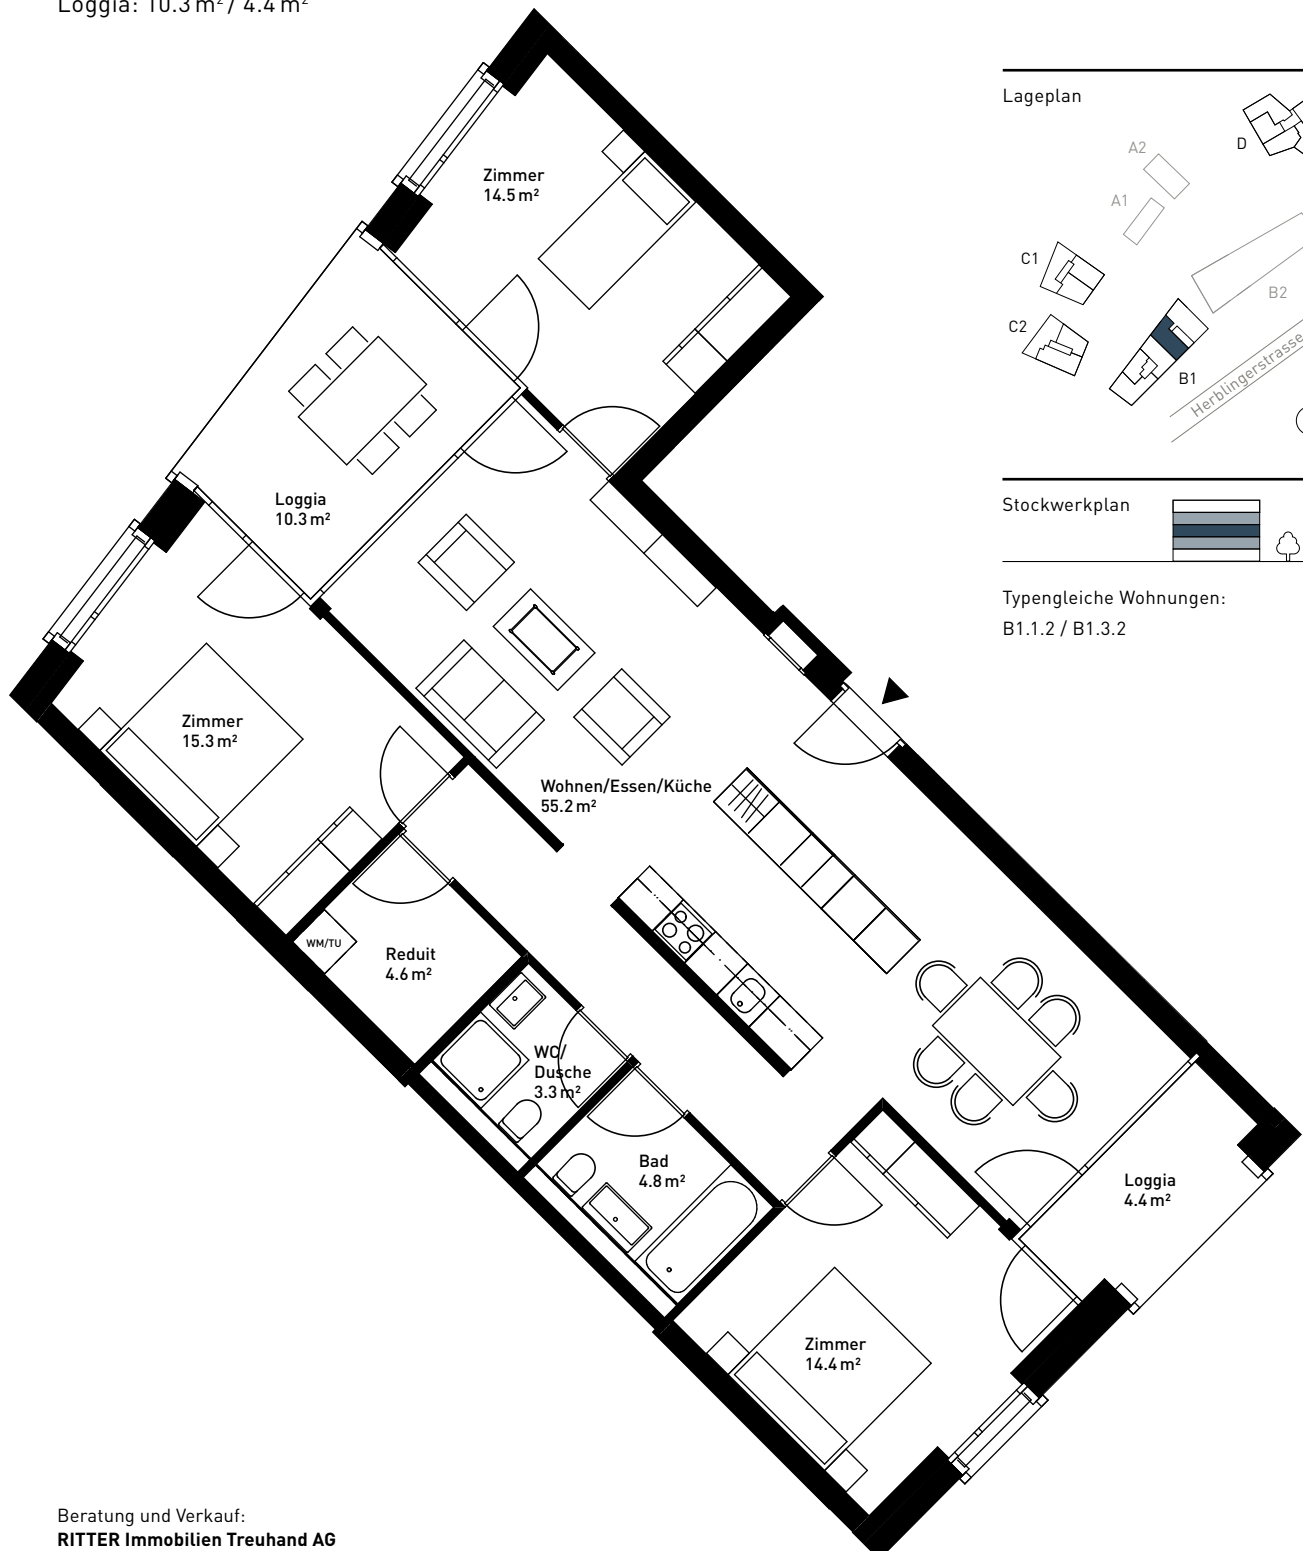 Loggia: 10.3 m² / 4.4 m²
Lageplan
D
A2
A1
C1
B2
C2
B1
Herblingerstrasse
Stockwerkplan
Typengleiche Wohnungen:
B1.1.2 / B1.3.2
Zimmer
14.5 m²
Loggia
10.3 m²
Zimmer
15.3 m²
Wohnen/Essen/Küche
55.2 m²
WM/TU
Reduit
4.6 m²
WC/
Dusche
3.3 m²
Bad
4.8 m²
Loggia
4.4 m²
Zimmer
14.4 m²
Beratung und Verkauf:
RITTER Immobilien Treuhand AG